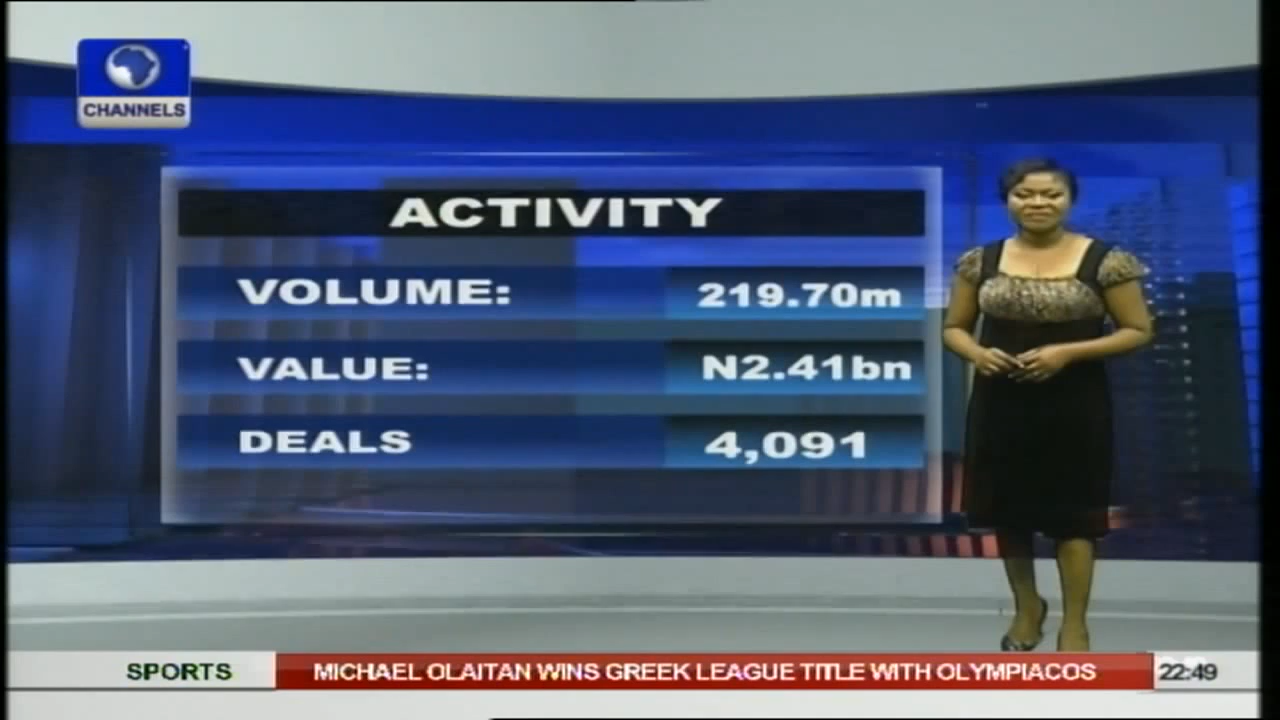 CHANNELS
ACTIVITY
VOLUME: 219.70m
VALUE: N2.41bn
DEALS 4,091
SPORTS MICHAEL OLAITAN WINS GREEK LEAGUE TITLE WITH OLYMPIACOS 22:49